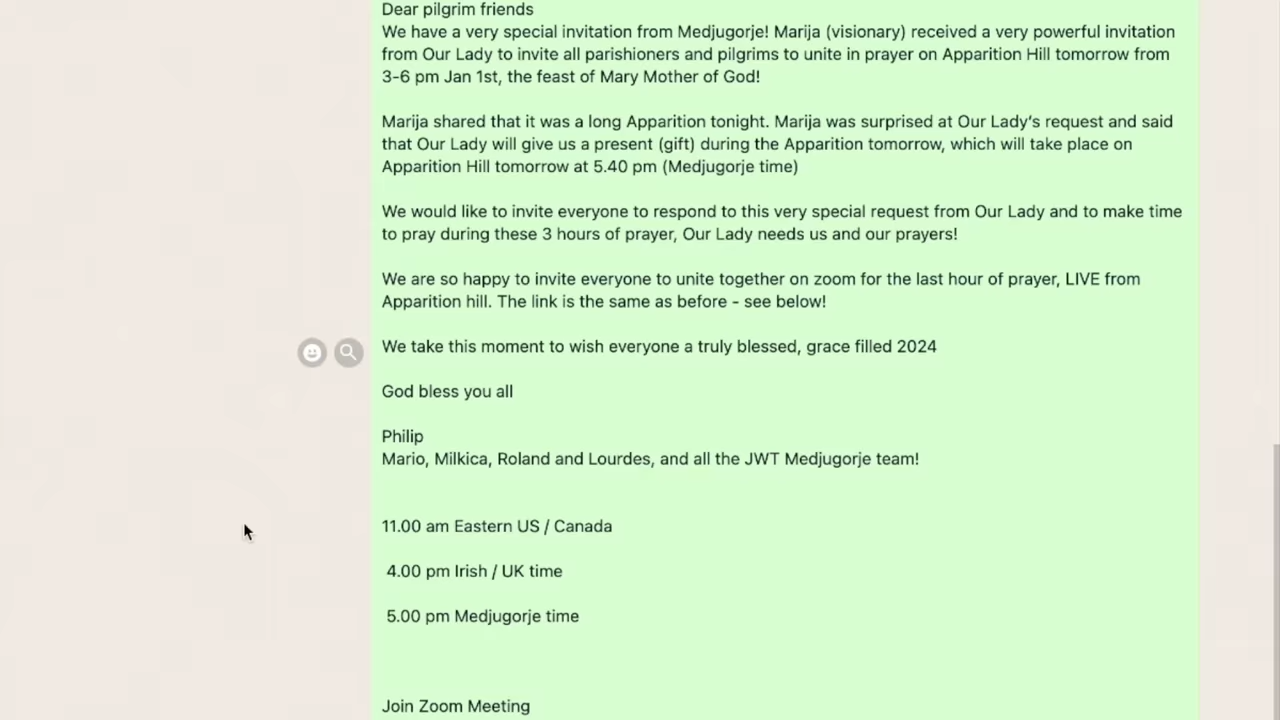 Dear pilgrim friends
We have a very special invitation from Medjugorje! Marija (visionary) received a very powerful invitation
from Our Lady to invite all parishioners and pilgrims to unite in prayer on Apparition Hill tomorrow from
3-6 pm Jan 1st, the feast of Mary Mother of God!
Marija shared that it was a long Apparition tonight. Marija was surprised at Our Lady's request and said
that Our Lady will give us a present (gift) during the Apparition tomorrow, which will take place on
Apparition Hill tomorrow at 5.40 pm (Medjugorje time)
We would like to invite everyone to respond to this very special request from Our Lady and to make time
to pray during these 3 hours of prayer, Our Lady needs us and our prayers!
We are so happy to invite everyone to unite together on zoom for the last hour of prayer, LIVE from
Apparition hill. The link is the same as before - see below!
We take this moment to wish everyone a truly blessed, grace filled 2024
God bless you all
Philip
Mario, Milkica, Roland and Lourdes, and all the JWT Medjugorje team!
11.00 am Eastern US / Canada
4.00 pm Irish / UK time
5.00 pm Medjugorje time
Join Zoom Meeting